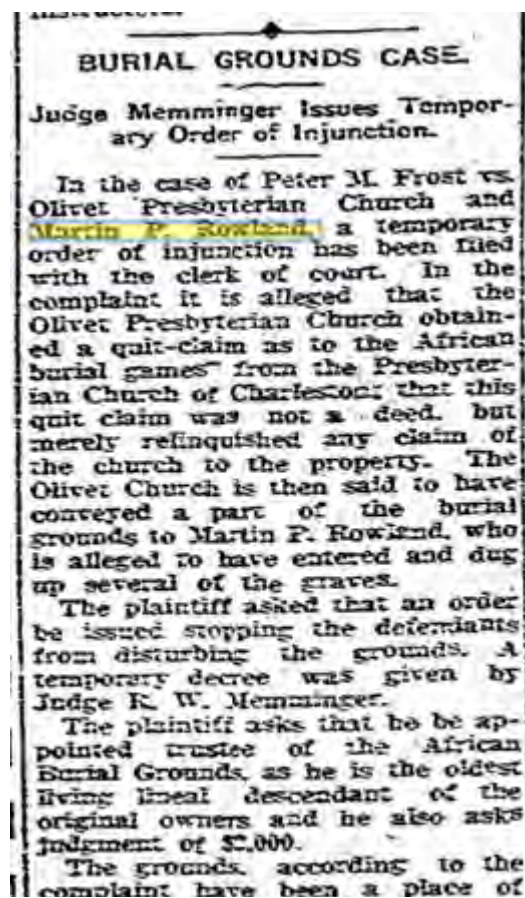 BURIAL GROUNDS CASE.
Judge Memminger Issues Tempor-
ary Order of Injunction.
In the case of Peter M. Frost vs.
Olivet Presbyterian Church and
Martin P. Rowland, a temporary
order of injunction has been filed
with the clerk of court. In the
complaint it is alleged that the
Olivet Presbyterian Church obtain-
ed a quit-claim as to the African
burial games from the Presbyter-
ian Church of Charleston; that this
quit claim was not a deed, but
merely relinquished any claim of
the church to the property. The
Olivet Church is then said to have
conveyed a part of the burial
grounds to Martin P. Rowland, who
is alleged to have entered and dug
up several of the graves.
The plaintiff asked that an order
be issued stopping the defendants
from disturbing the grounds. A
temporary decree was given by
Judge R. W. Memminger.
The plaintiff asks that he be ap-
pointed trustee of the African
Burial Grounds, as he is the oldest
living lineal descendant of the
original owners and he also asks
judgment of $2,000.
The grounds, according to the
complaint have been a place of